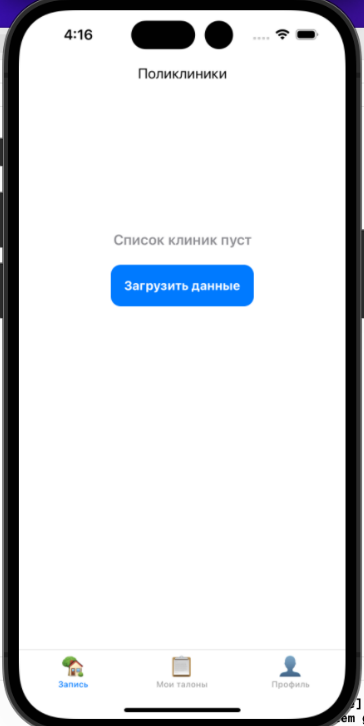 4:16
Поликлиники
Список клиник пуст
Загрузить данные
Запись
Мои талоны
Профиль